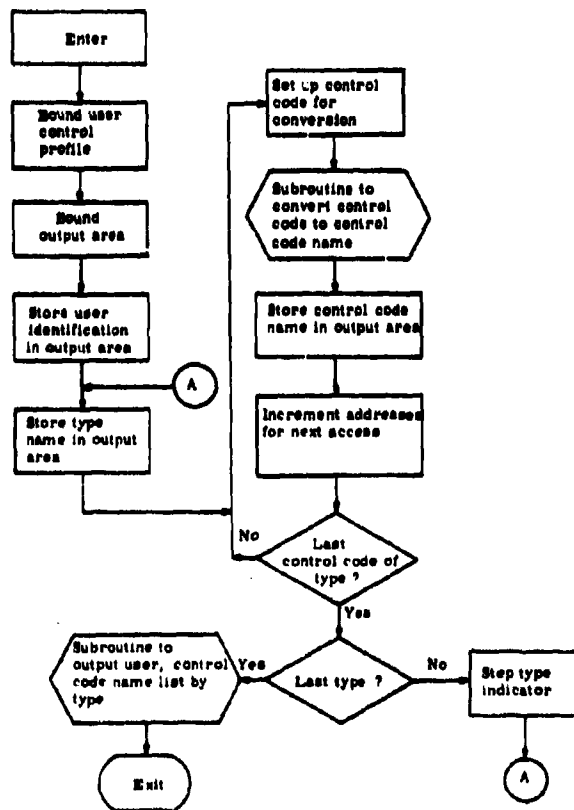 Enter
Bound user
control
profile
Bound
output area
Store user
identification
in output area
A
Store type
name in output
area
Set up control
code for
conversion
Subroutine to
convert control
code to control
code name
Store control code
name in output area
Increment addresses
for next access
No
Last
control code of
type ?
Yes
Subroutine to
output user, control
code name list by
type
Yes
Last type ?
No
Step type
indicator
Exit
A